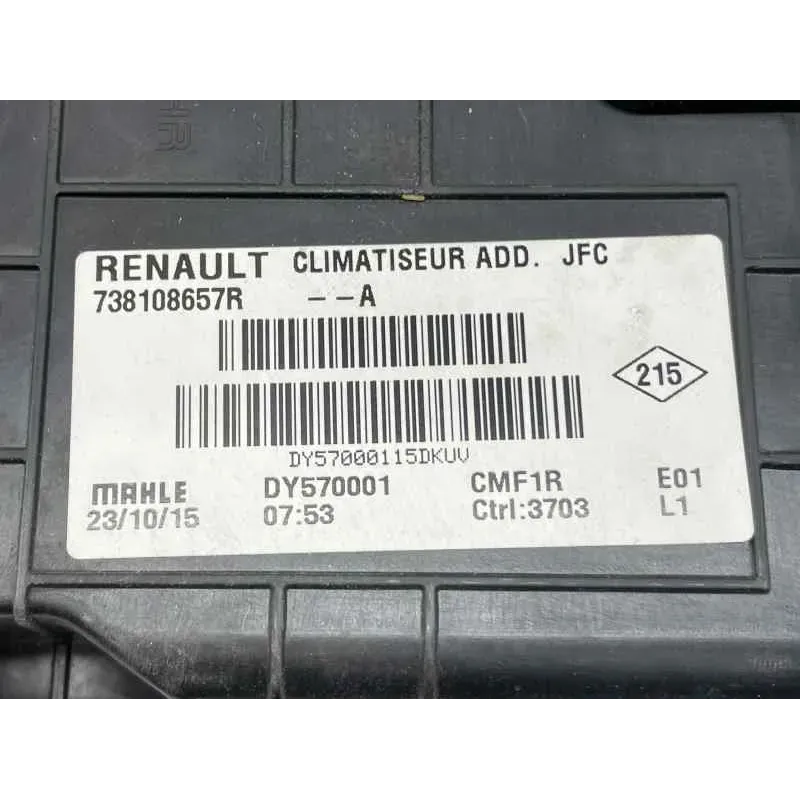 RENAULT CLIMATISEUR ADD. JFC
738108657R --A
215
DY57000115DKUV
MAHLE DY570001 CMF1R E01
23/10/15 07:53 Ctrl:3703 L1